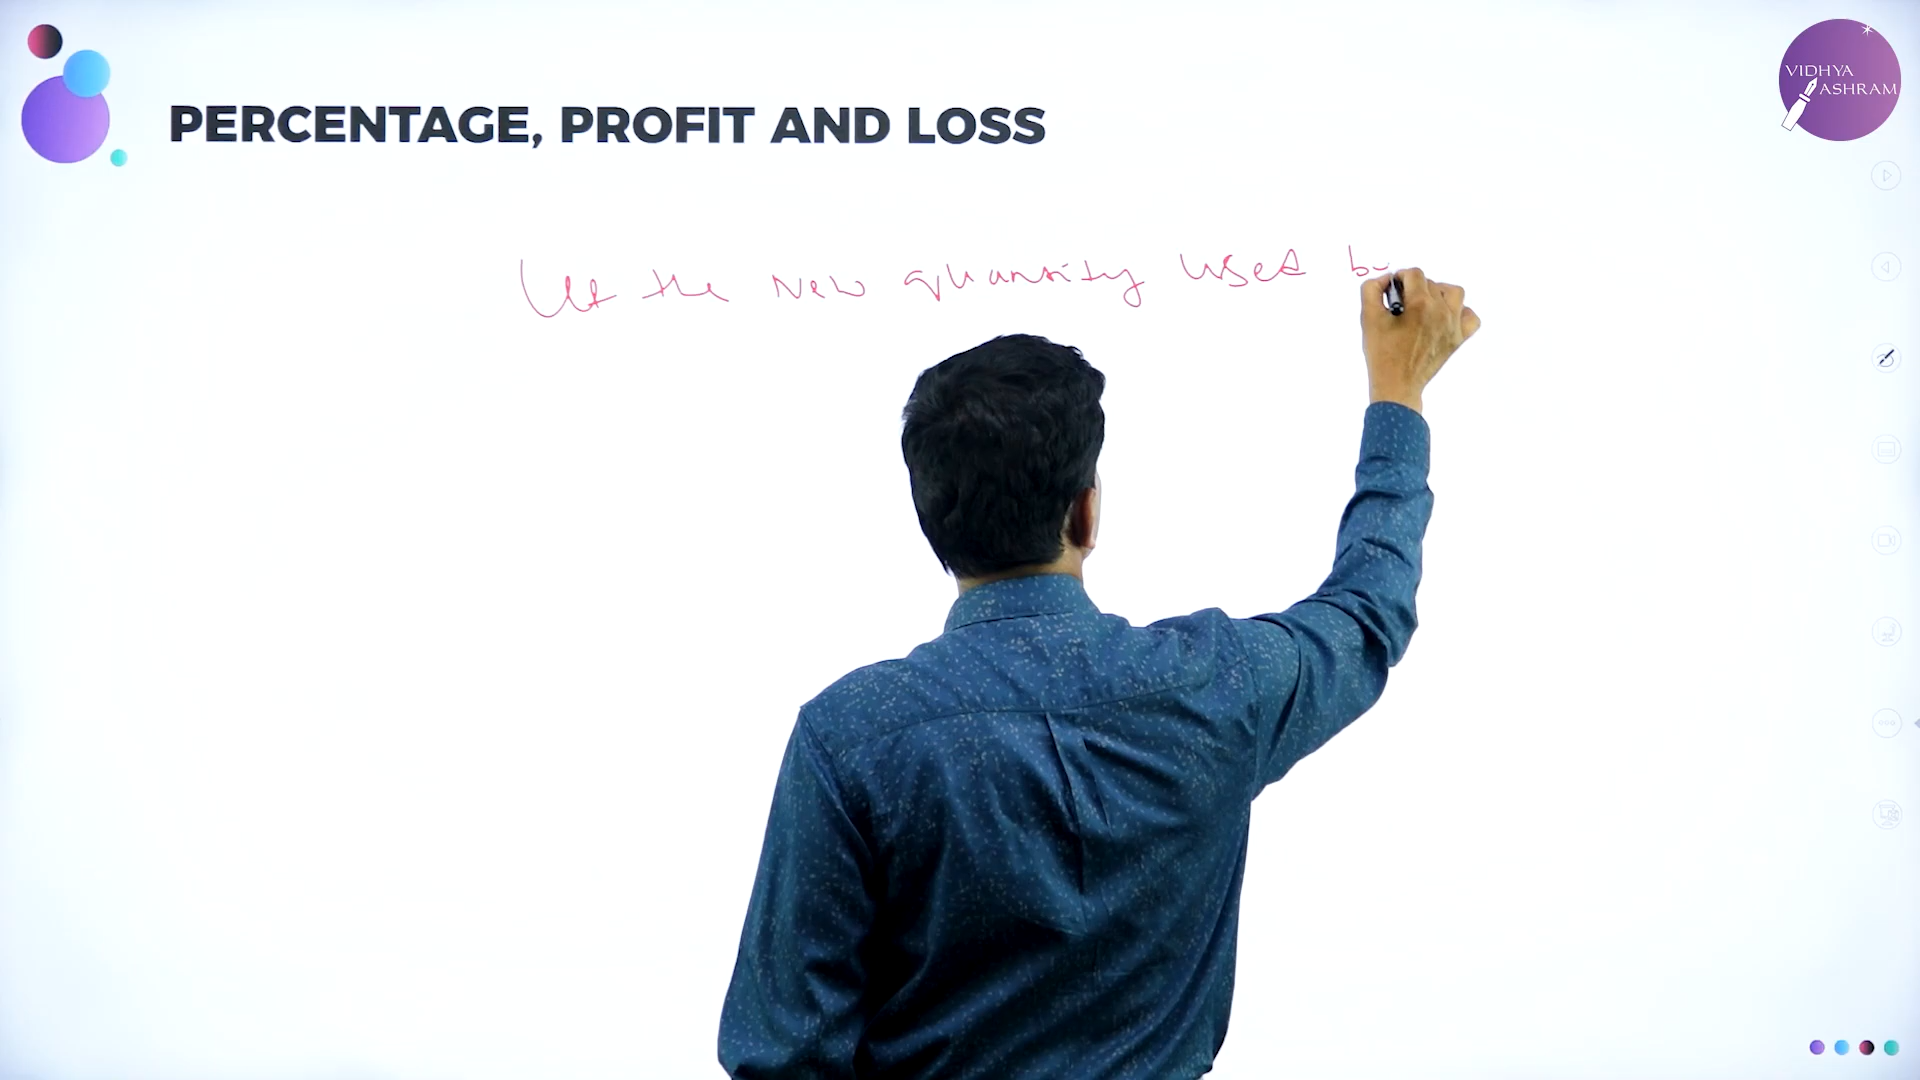 VIDHYA
ASHRAM
PERCENTAGE, PROFIT AND LOSS
Let the New quantity used